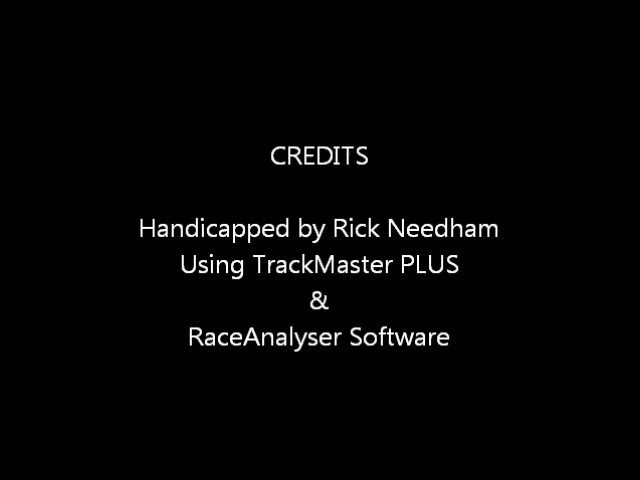 CREDITS
Handicapped by Rick Needham
Using TrackMaster PLUS
&
RaceAnalyser Software